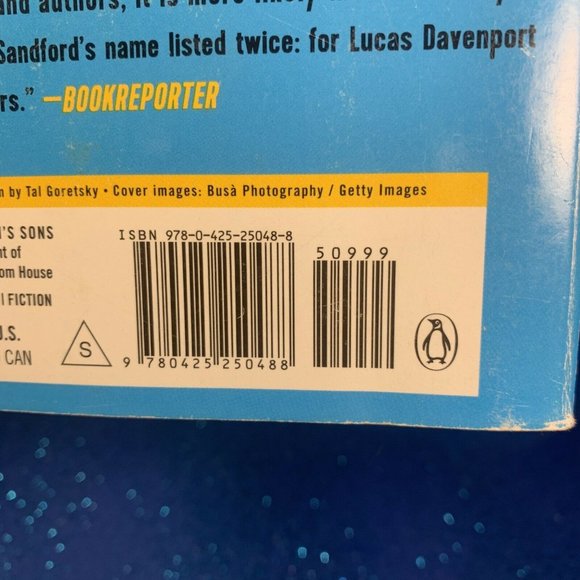 and authors, it is more likely
Sandford's name listed twice: for Lucas Davenport
rs." —BOOKREPORTER
n by Tal Goretsky • Cover images: Busà Photography / Getty Images
'S SONS
nt of
om House
FICTION
.S.
CAN
S
ISBN 978-0-425-25048-8
50999
9 780425 250488